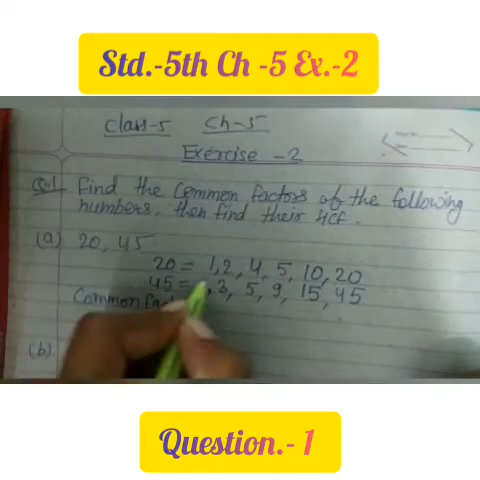 Std.-5th Ch -5 Ex.-2
Class-5 Ch-5
Exercise -2
Q.1 Find the Common factors of the following
numbers. then find their HCF.
(a) 20, 45
20 = 1, 2, 4, 5, 10, 20
45 = , 3, 5, 9, 15, 45
Common
(b)
Question.- 1